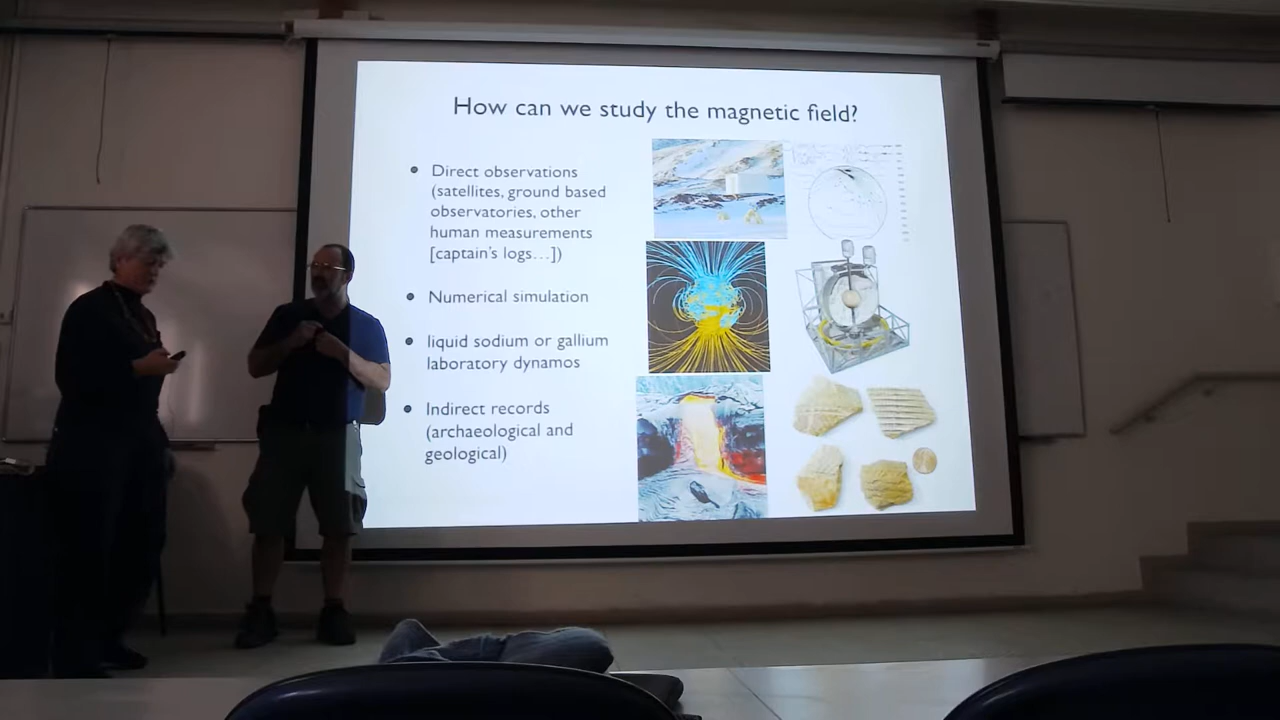 How can we study the magnetic field?
• Direct observations
(satellites, ground based
observatories, other
human measurements
[captain's logs…])
• Numerical simulation
• liquid sodium or gallium
laboratory dynamos
• Indirect records
(archaeological and
geological)